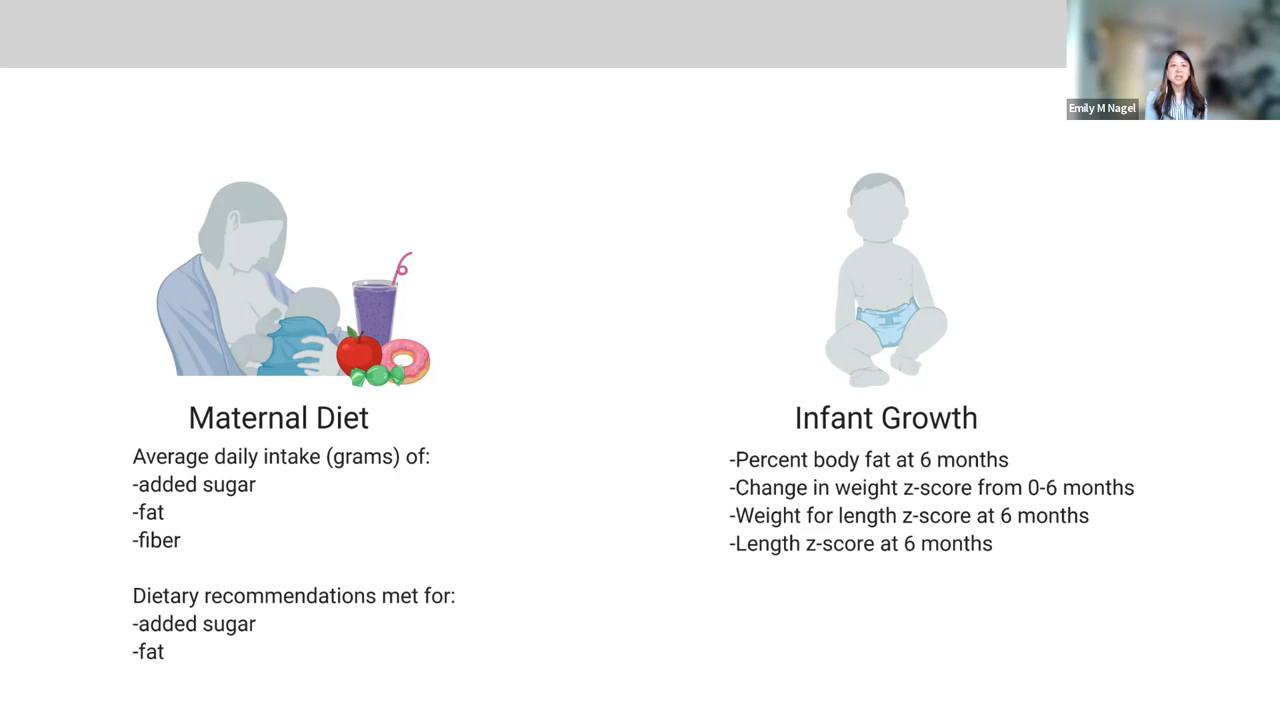 Emily M Nagel
Maternal Diet
Average daily intake (grams) of:
-added sugar
-fat
-fiber
Dietary recommendations met for:
-added sugar
-fat
Infant Growth
-Percent body fat at 6 months
-Change in weight z-score from 0-6 months
-Weight for length z-score at 6 months
-Length z-score at 6 months